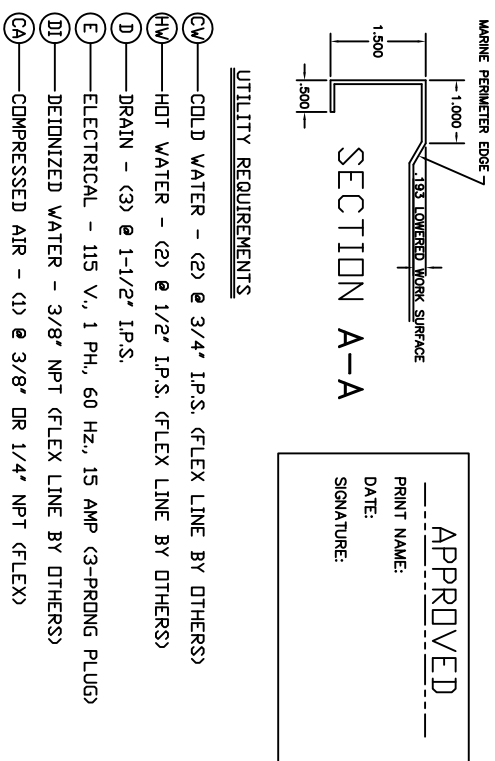 MARINE PERIMETER EDGE
1.000
1.500
.500
.193 LOWERED WORK SURFACE
SECTION A-A
APPROVED
PRINT NAME:
DATE:
SIGNATURE:
UTILITY REQUIREMENTS
CW COLD WATER - (2) @ 3/4" I.P.S. (FLEX LINE BY OTHERS)
HW HOT WATER - (2) @ 1/2" I.P.S. (FLEX LINE BY OTHERS)
D DRAIN - (3) @ 1-1/2" I.P.S.
E ELECTRICAL - 115 V., 1 PH., 60 Hz., 15 AMP (3-PRONG PLUG)
DI DEIONIZED WATER - 3/8" NPT (FLEX LINE BY OTHERS)
CA COMPRESSED AIR - (1) @ 3/8" OR 1/4" NPT (FLEX)